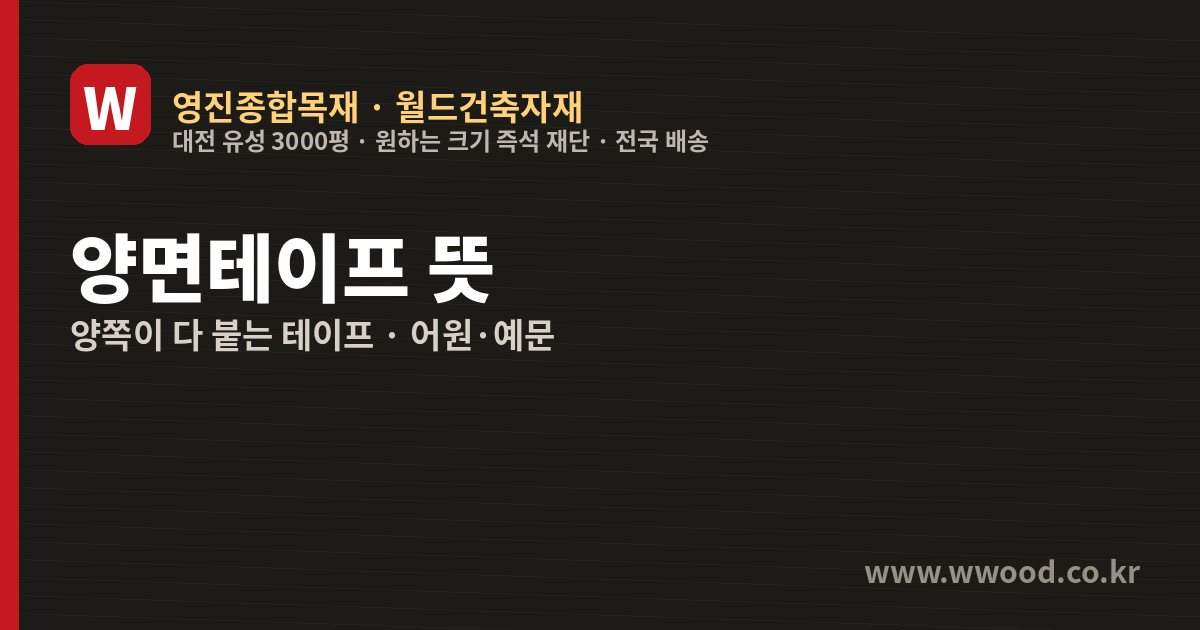 W
영진종합목재 · 월드건축자재
대전 유성 3000평 · 원하는 크기 즉석 재단 · 전국 배송
양면테이프 뜻
양쪽이 다 붙는 테이프 · 어원·예문
www.wwood.co.kr